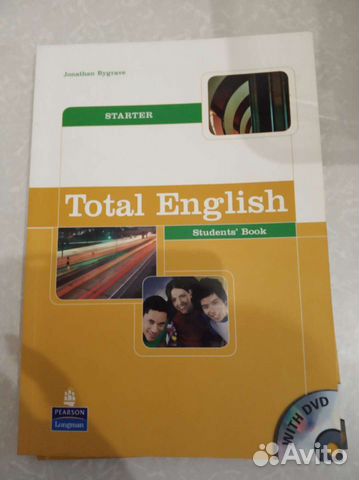 Jonathan Bygrave
STARTER
Total English
Students' Book
PEARSON
Longman
WITH DVD
Avito